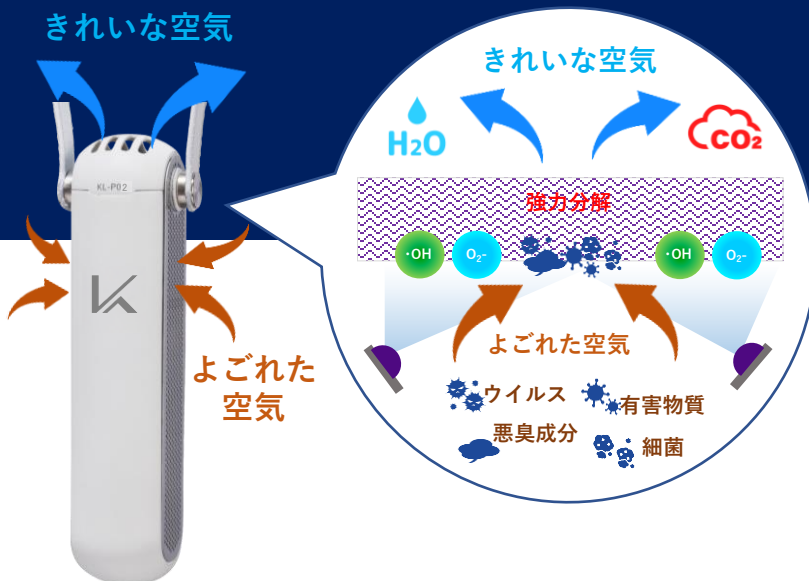 きれいな空気
KL-P02
よごれた
空気
きれいな空気
H₂O
CO₂
強力分解
·OH
O₂-
·OH
O₂-
よごれた空気
ウイルス
有害物質
悪臭成分
細菌